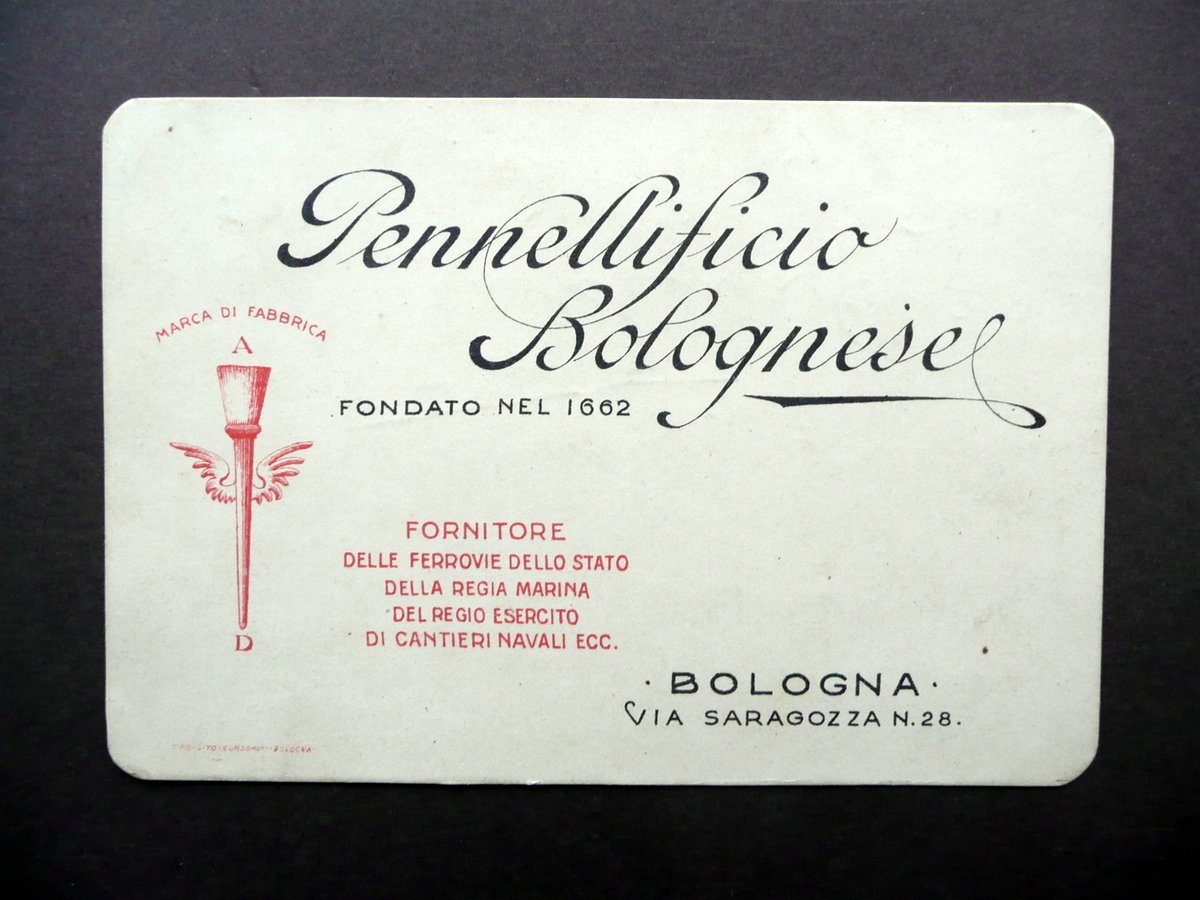 Pennellificio
Bolognese
FONDATO NEL 1662
MARCA DI FABBRICA
A
D
FORNITORE
DELLE FERROVIE DELLO STATO
DELLA REGIA MARINA
DEL REGIO ESERCITO
DI CANTIERI NAVALI ECC.
· BOLOGNA ·
VIA SARAGOZZA N.28.
BOLOGNA